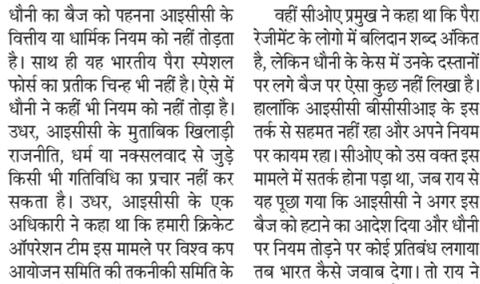 धौनी का बैज को पहनना आइसीसी के
वित्तीय या धार्मिक नियम को नहीं तोड़ता
है। साथ ही यह भारतीय पैरा स्पेशल
फोर्स का प्रतीक चिन्ह भी नहीं है। ऐसे में
धौनी ने कहीं भी नियम को नहीं तोड़ा है।
उधर, आइसीसी के मुताबिक खिलाड़ी
राजनीति, धर्म या नक्सलवाद से जुड़े
किसी भी गतिविधि का प्रचार नहीं कर
सकता है। उधर, आइसीसी के एक
अधिकारी ने कहा था कि हमारी क्रिकेट
ऑपरेशन टीम इस मामले पर विश्व कप
आयोजन समिति की तकनीकी समिति के
वहीं सीओए प्रमुख ने कहा था कि पैरा
रेजीमेंट के लोगो में बलिदान शब्द अंकित
है, लेकिन धौनी के केस में उनके दस्तानों
पर लगे बैज पर ऐसा कुछ नहीं लिखा है।
हालांकि आइसीसी बीसीसीआइ के इस
तर्क से सहमत नहीं रहा और अपने नियम
पर कायम रहा। सीओए को उस वक्त इस
मामले में सतर्क होना पड़ा था, जब राय से
यह पूछा गया कि आइसीसी ने अगर इस
बैज को हटाने का आदेश दिया और धौनी
पर नियम तोड़ने पर कोई प्रतिबंध लगाया
तब भारत कैसे जवाब देगा। तो राय ने